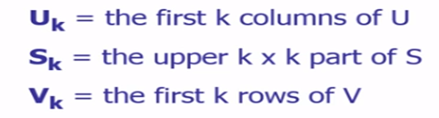 Uk = the first k columns of U
Sk = the upper k x k part of S
Vk = the first k rows of V